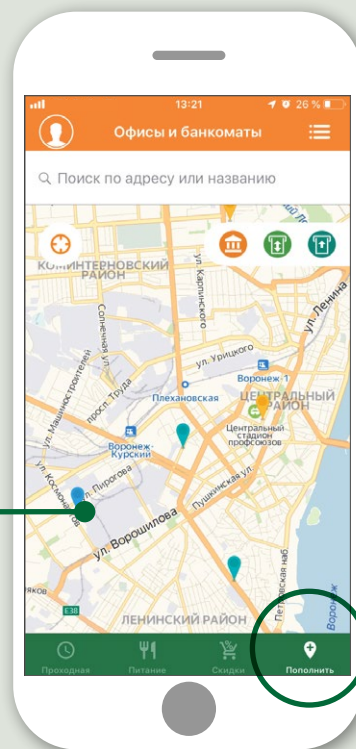 13:21
26 %
Офисы и банкоматы
Поиск по адресу или названию
КОМИНТЕРНОВСКИЙ
РАЙОН
ул. Карпинского
ул. Ленина
Солнечная ул.
ул. Урицкого
ул. Машиностроителей
просп. Труда
Воронеж-1
Плехановская
ЦЕНТРАЛЬНЫЙ
РАЙОН
Центральный
стадион
профсоюзов
Воронеж-
Курский
ул. Пирогова
ул. Космонавтов
Пушкинская ул.
ул. Ворошилова
Петровская наб.
Воронеж
E38
ЛЕНИНСКИЙ РАЙОН
Проходная
Питание
Скидки
Пополнить